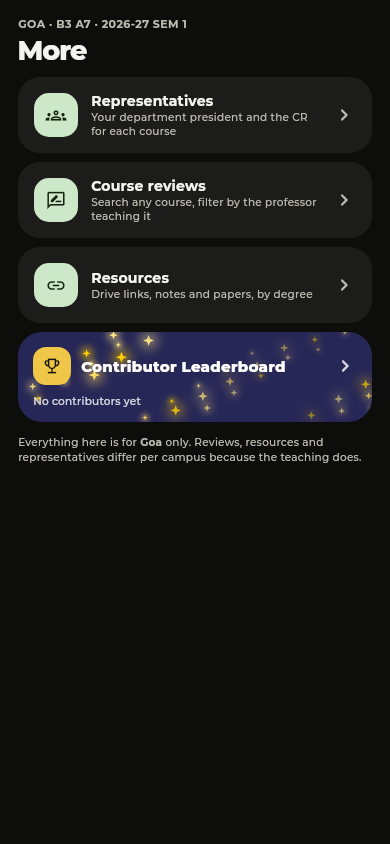 GOA · B3 A7 · 2026-27 SEM 1
More
Representatives
Your department president and the CR
for each course
Course reviews
Search any course, filter by the professor
teaching it
Resources
Drive links, notes and papers, by degree
Contributor Leaderboard
No contributors yet
Everything here is for Goa only. Reviews, resources and
representatives differ per campus because the teaching does.